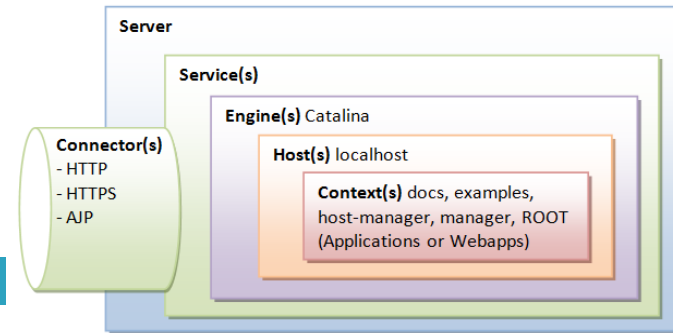 Server
Service(s)
Engine(s) Catalina
Connector(s)
- HTTP
- HTTPS
- AJP
Host(s) localhost
Context(s) docs, examples,
host-manager, manager, ROOT
(Applications or Webapps)